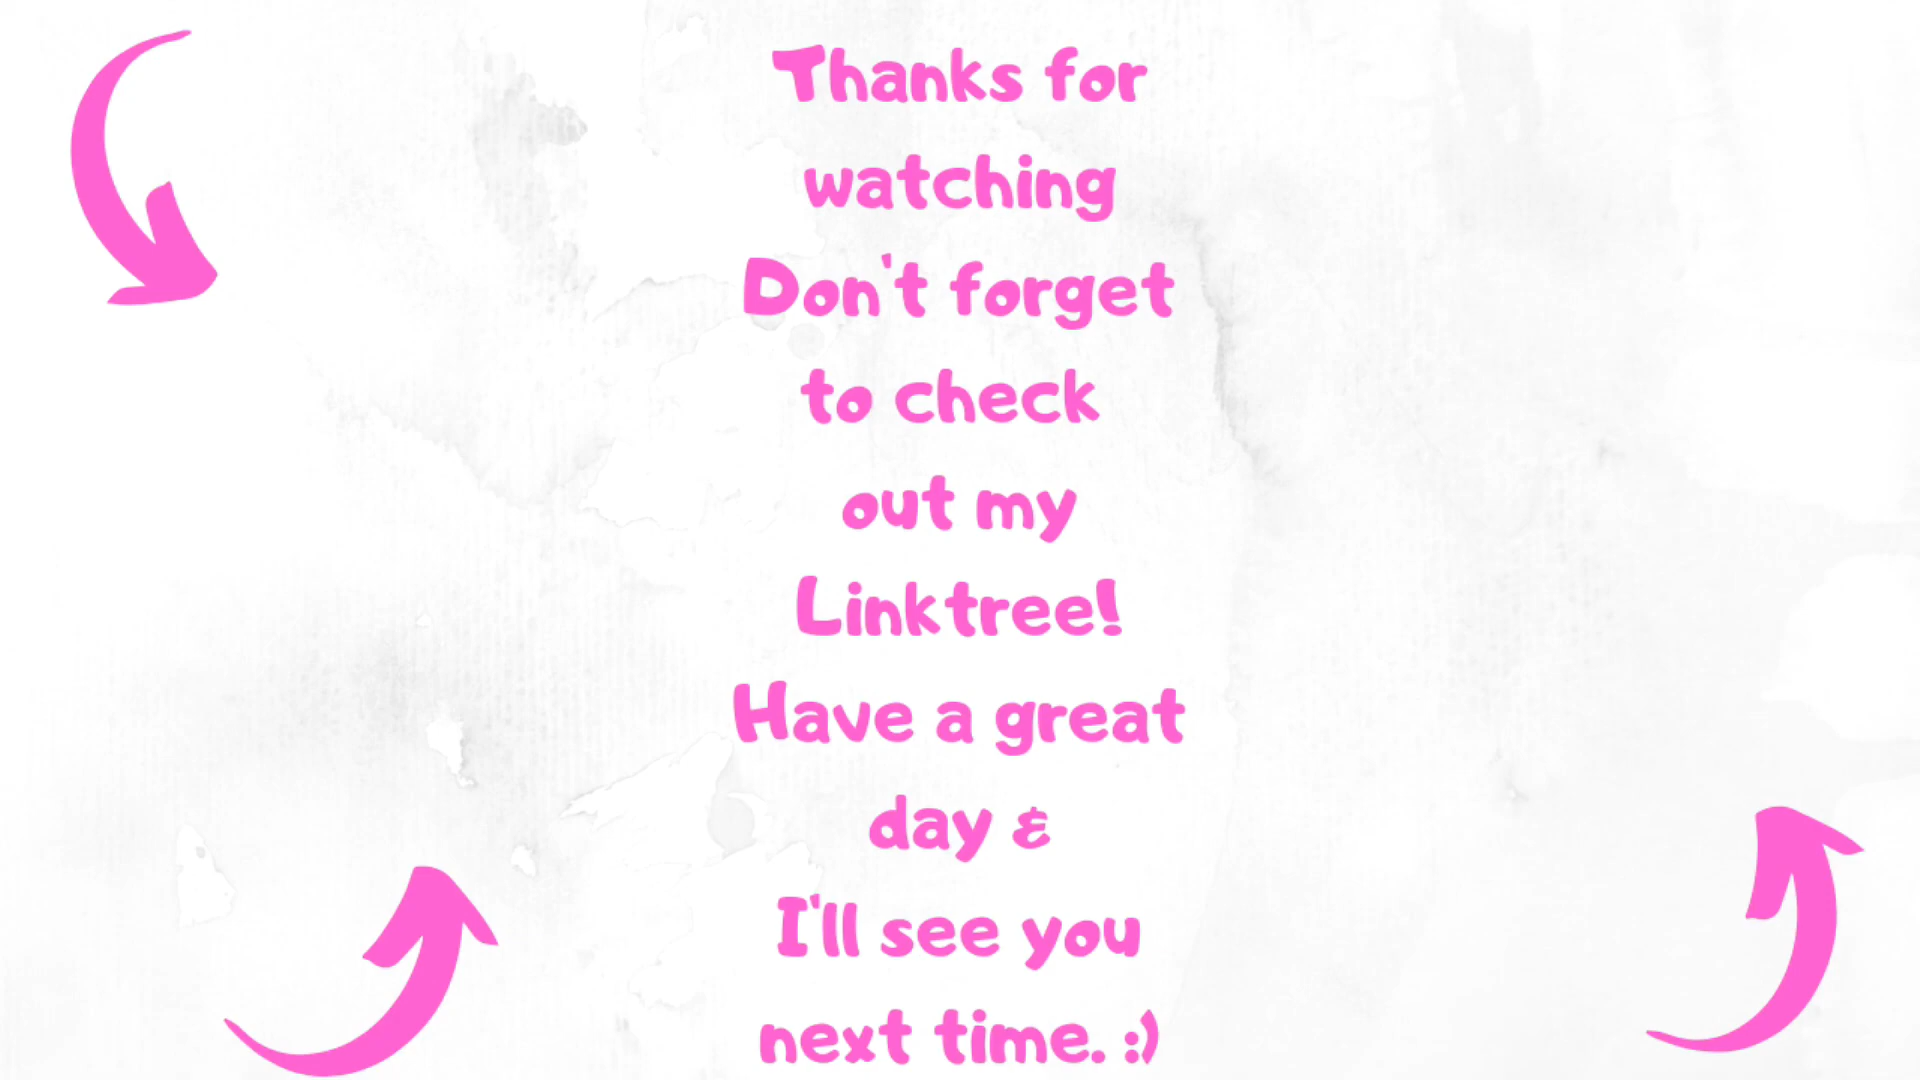 Thanks for
watching
Don't forget
to check
out my
Linktree!
Have a great
day &
I'll see you
next time. :)